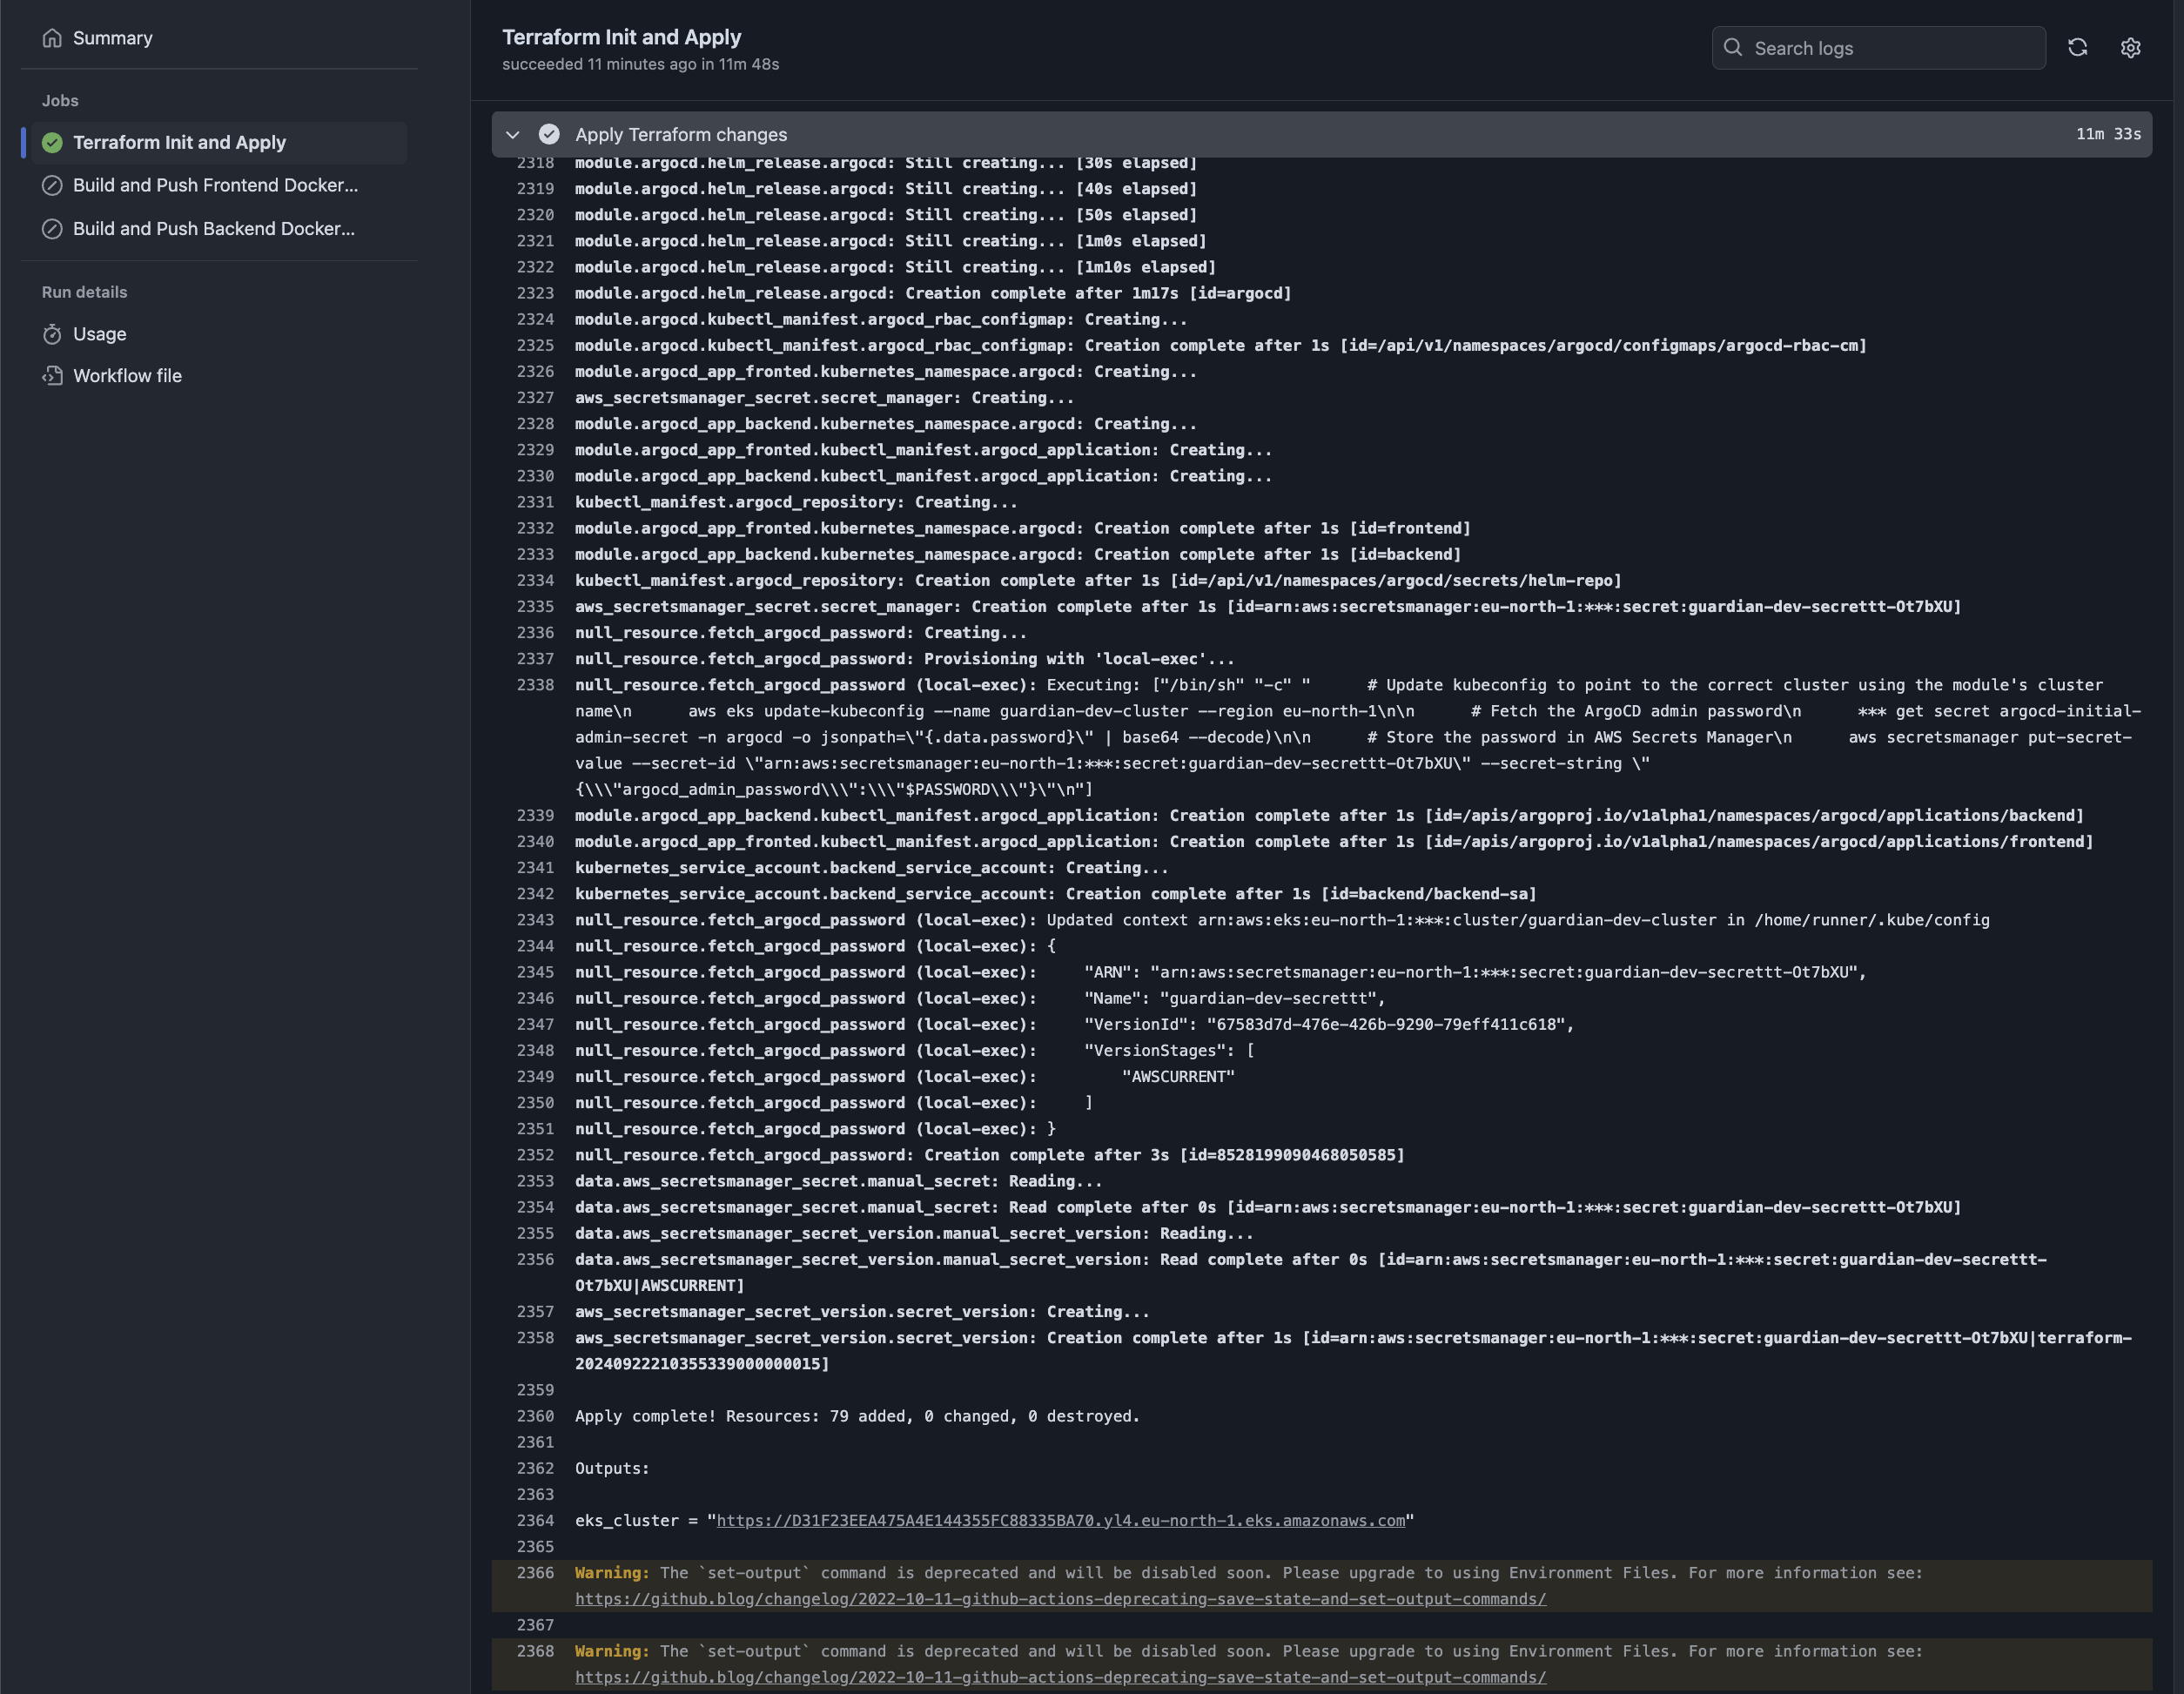 Summary
Jobs
Terraform Init and Apply
Build and Push Frontend Docker...
Build and Push Backend Docker...
Run details
Usage
Workflow file
Terraform Init and Apply
succeeded 11 minutes ago in 11m 48s
Search logs
Apply Terraform changes
11m 33s
2318 module.argocd.helm_release.argocd: Still creating... [30s elapsed]
2319 module.argocd.helm_release.argocd: Still creating... [40s elapsed]
2320 module.argocd.helm_release.argocd: Still creating... [50s elapsed]
2321 module.argocd.helm_release.argocd: Still creating... [1m0s elapsed]
2322 module.argocd.helm_release.argocd: Still creating... [1m10s elapsed]
2323 module.argocd.helm_release.argocd: Creation complete after 1m17s [id=argocd]
2324 module.argocd.kubectl_manifest.argocd_rbac_configmap: Creating...
2325 module.argocd.kubectl_manifest.argocd_rbac_configmap: Creation complete after 1s [id=/api/v1/namespaces/argocd/configmaps/argocd-rbac-cm]
2326 module.argocd_app_fronted.kubernetes_namespace.argocd: Creating...
2327 aws_secretsmanager_secret.secret_manager: Creating...
2328 module.argocd_app_backend.kubernetes_namespace.argocd: Creating...
2329 module.argocd_app_fronted.kubectl_manifest.argocd_application: Creating...
2330 module.argocd_app_backend.kubectl_manifest.argocd_application: Creating...
2331 kubectl_manifest.argocd_repository: Creating...
2332 module.argocd_app_fronted.kubernetes_namespace.argocd: Creation complete after 1s [id=frontend]
2333 module.argocd_app_backend.kubernetes_namespace.argocd: Creation complete after 1s [id=backend]
2334 kubectl_manifest.argocd_repository: Creation complete after 1s [id=/api/v1/namespaces/argocd/secrets/helm-repo]
2335 aws_secretsmanager_secret.secret_manager: Creation complete after 1s [id=arn:aws:secretsmanager:eu-north-1:***:secret:guardian-dev-secrettt-Ot7bXU]
2336 null_resource.fetch_argocd_password: Creating...
2337 null_resource.fetch_argocd_password: Provisioning with 'local-exec'...
2338 null_resource.fetch_argocd_password (local-exec): Executing: ["/bin/sh" "-c" "      # Update kubeconfig to point to the correct cluster using the module's cluster
name\n      aws eks update-kubeconfig --name guardian-dev-cluster --region eu-north-1\n\n      # Fetch the ArgoCD admin password\n      *** get secret argocd-initial-
admin-secret -n argocd -o jsonpath=\"{.data.password}\" | base64 --decode)\n\n      # Store the password in AWS Secrets Manager\n      aws secretsmanager put-secret-
value --secret-id \"arn:aws:secretsmanager:eu-north-1:***:secret:guardian-dev-secrettt-Ot7bXU\" --secret-string \"
{\\\"argocd_admin_password\\\":\\\"$PASSWORD\\\"}\"\n"]
2339 module.argocd_app_backend.kubectl_manifest.argocd_application: Creation complete after 1s [id=/apis/argoproj.io/v1alpha1/namespaces/argocd/applications/backend]
2340 module.argocd_app_fronted.kubectl_manifest.argocd_application: Creation complete after 1s [id=/apis/argoproj.io/v1alpha1/namespaces/argocd/applications/frontend]
2341 kubernetes_service_account.backend_service_account: Creating...
2342 kubernetes_service_account.backend_service_account: Creation complete after 1s [id=backend/backend-sa]
2343 null_resource.fetch_argocd_password (local-exec): Updated context arn:aws:eks:eu-north-1:***:cluster/guardian-dev-cluster in /home/runner/.kube/config
2344 null_resource.fetch_argocd_password (local-exec): {
2345 null_resource.fetch_argocd_password (local-exec):     "ARN": "arn:aws:secretsmanager:eu-north-1:***:secret:guardian-dev-secrettt-Ot7bXU",
2346 null_resource.fetch_argocd_password (local-exec):     "Name": "guardian-dev-secrettt",
2347 null_resource.fetch_argocd_password (local-exec):     "VersionId": "67583d7d-476e-426b-9290-79eff411c618",
2348 null_resource.fetch_argocd_password (local-exec):     "VersionStages": [
2349 null_resource.fetch_argocd_password (local-exec):         "AWSCURRENT"
2350 null_resource.fetch_argocd_password (local-exec):     ]
2351 null_resource.fetch_argocd_password (local-exec): }
2352 null_resource.fetch_argocd_password: Creation complete after 3s [id=8528199090468050585]
2353 data.aws_secretsmanager_secret.manual_secret: Reading...
2354 data.aws_secretsmanager_secret.manual_secret: Read complete after 0s [id=arn:aws:secretsmanager:eu-north-1:***:secret:guardian-dev-secrettt-Ot7bXU]
2355 data.aws_secretsmanager_secret_version.manual_secret_version: Reading...
2356 data.aws_secretsmanager_secret_version.manual_secret_version: Read complete after 0s [id=arn:aws:secretsmanager:eu-north-1:***:secret:guardian-dev-secrettt-
Ot7bXU|AWSCURRENT]
2357 aws_secretsmanager_secret_version.secret_version: Creating...
2358 aws_secretsmanager_secret_version.secret_version: Creation complete after 1s [id=arn:aws:secretsmanager:eu-north-1:***:secret:guardian-dev-secrettt-Ot7bXU|terraform-
20240922210355339000000015]
2359
2360 Apply complete! Resources: 79 added, 0 changed, 0 destroyed.
2361
2362 Outputs:
2363
2364 eks_cluster = "https://D31F23EEA475A4E144355FC88335BA70.yl4.eu-north-1.eks.amazonaws.com"
2365
2366 Warning: The `set-output` command is deprecated and will be disabled soon. Please upgrade to using Environment Files. For more information see:
https://github.blog/changelog/2022-10-11-github-actions-deprecating-save-state-and-set-output-commands/
2367
2368 Warning: The `set-output` command is deprecated and will be disabled soon. Please upgrade to using Environment Files. For more information see:
https://github.blog/changelog/2022-10-11-github-actions-deprecating-save-state-and-set-output-commands/